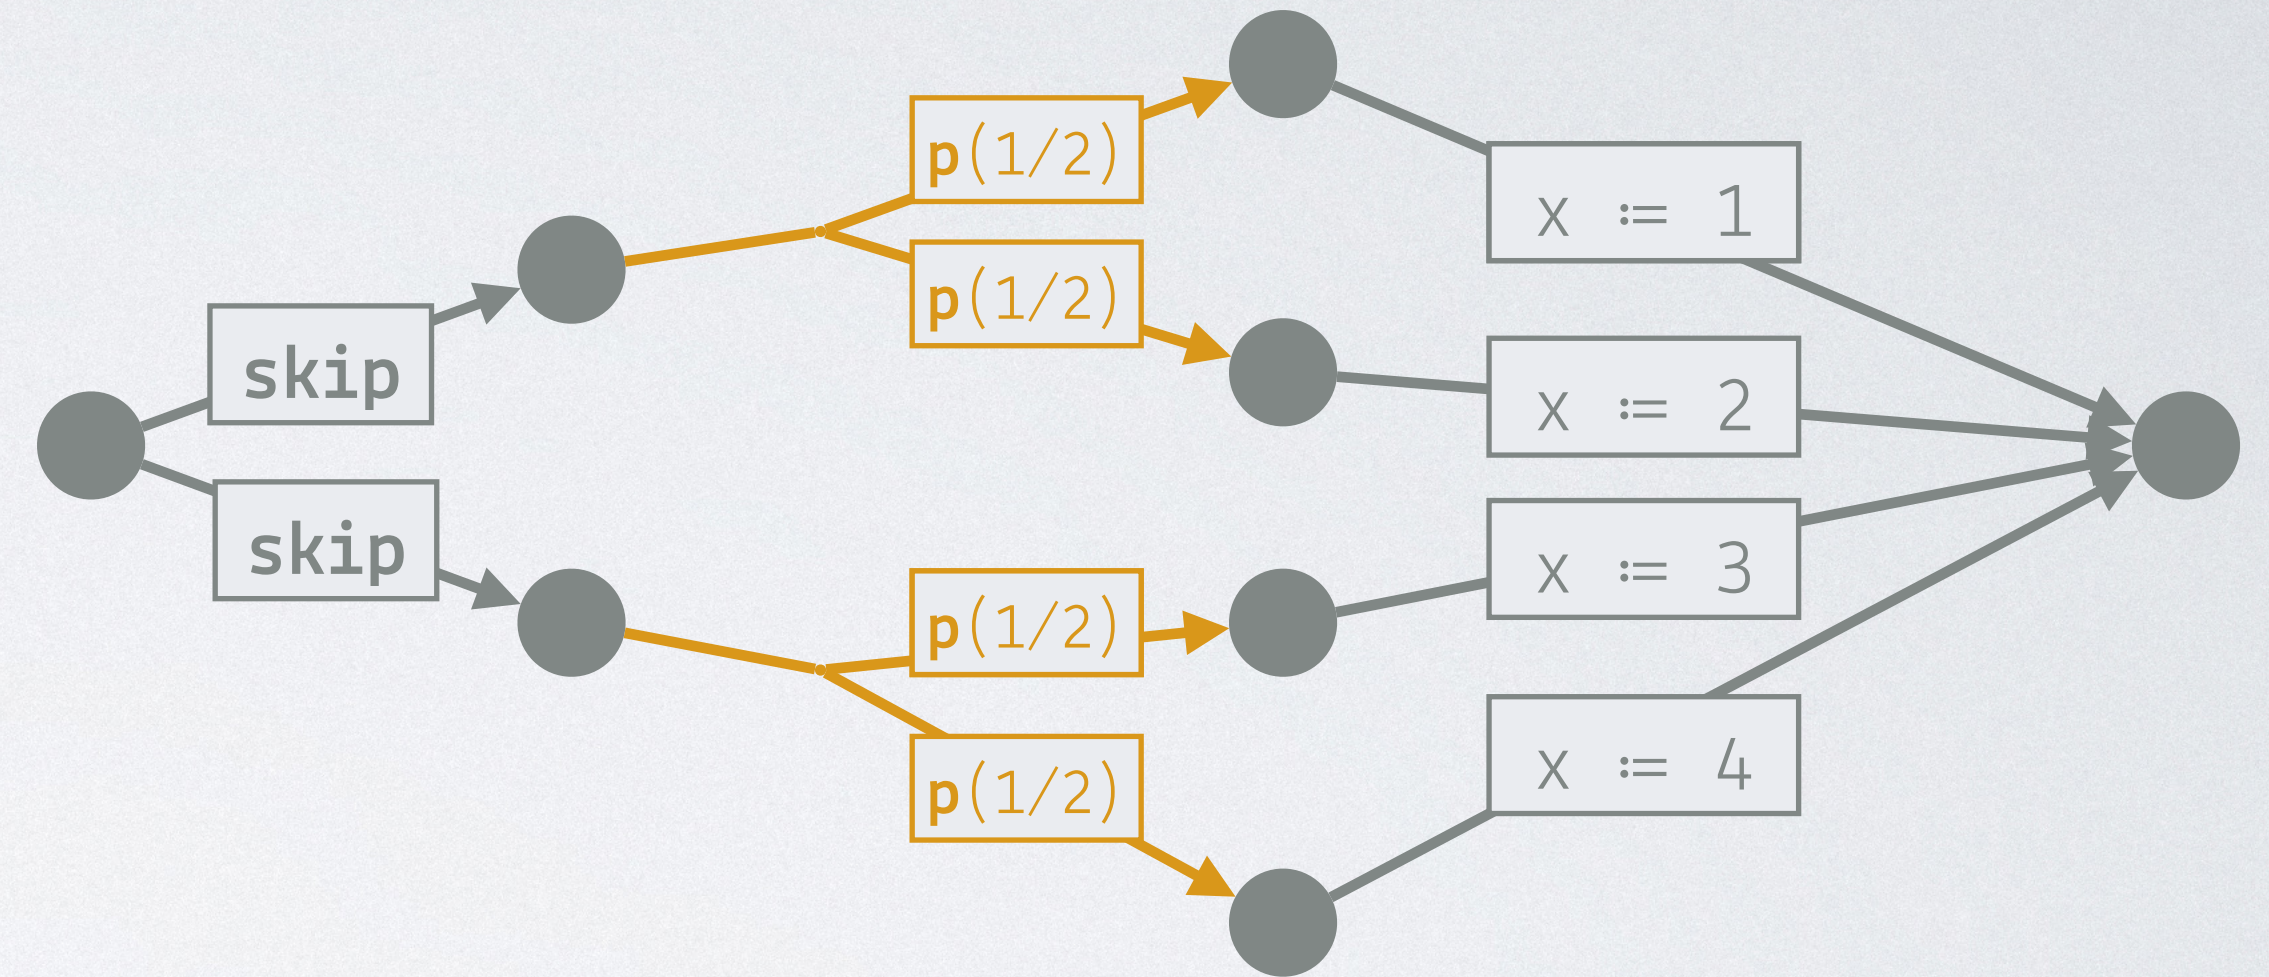 skip
skip
p(1/2)
p(1/2)
p(1/2)
p(1/2)
x := 1
x := 2
x := 3
x := 4